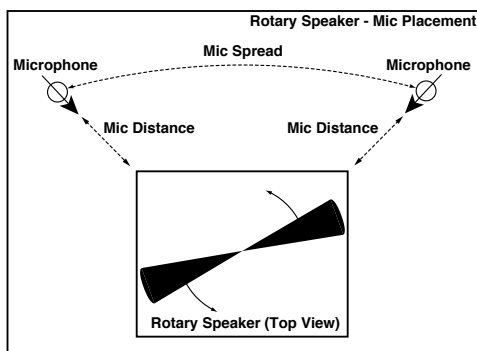 Rotary Speaker - Mic Placement
Mic Spread
Microphone
Microphone
Mic Distance
Mic Distance
Rotary Speaker (Top View)